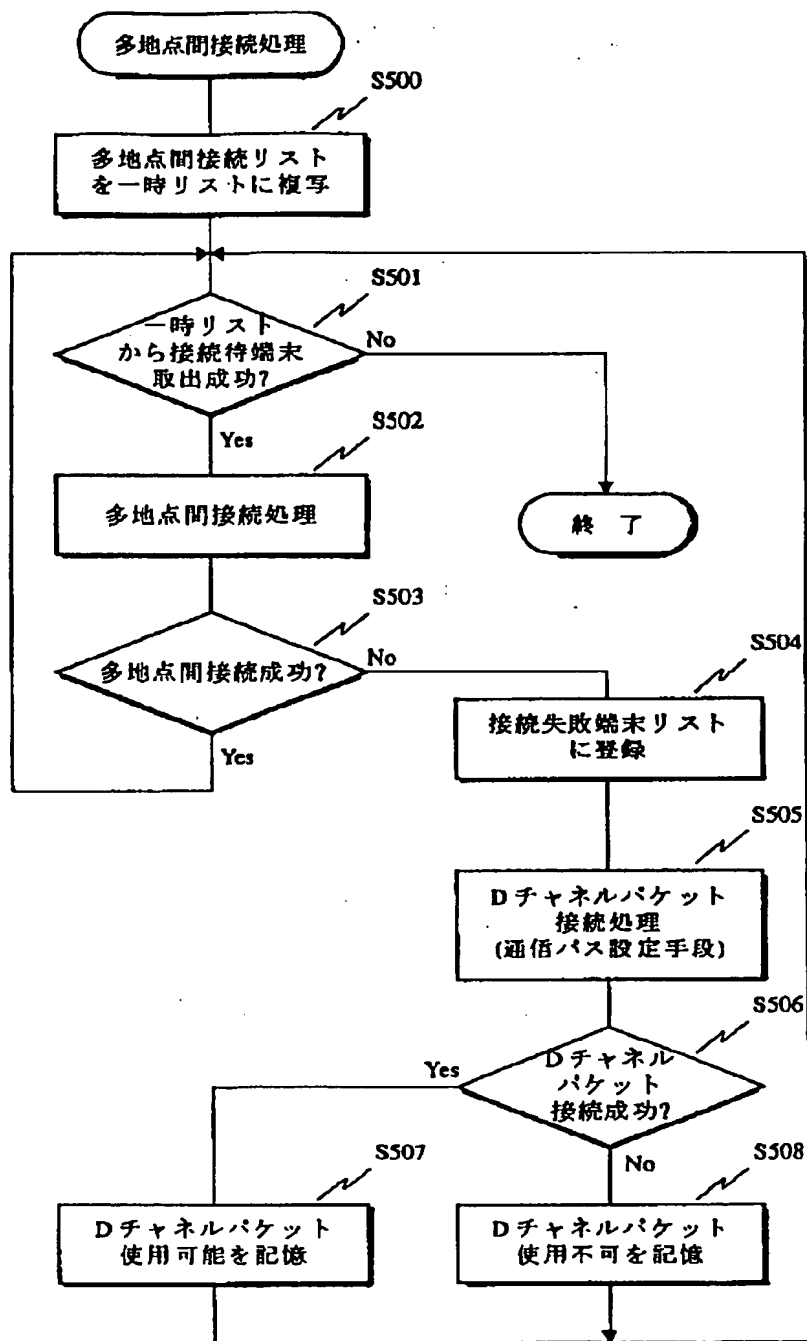 多地点間接続処理
S500
多地点間接続リスト
を一時リストに複写
S501
一時リスト
から接続待端末
取出成功?
No
Yes
S502
多地点間接続処理
終 了
S503
多地点間接続成功?
No
Yes
S504
接続失敗端末リスト
に登録
S505
Dチャネルパケット
接続処理
(通信パス設定手段)
S506
Dチャネル
パケット
接続成功?
Yes
No
S507
Dチャネルパケット
使用可能を記憶
S508
Dチャネルパケット
使用不可を記憶